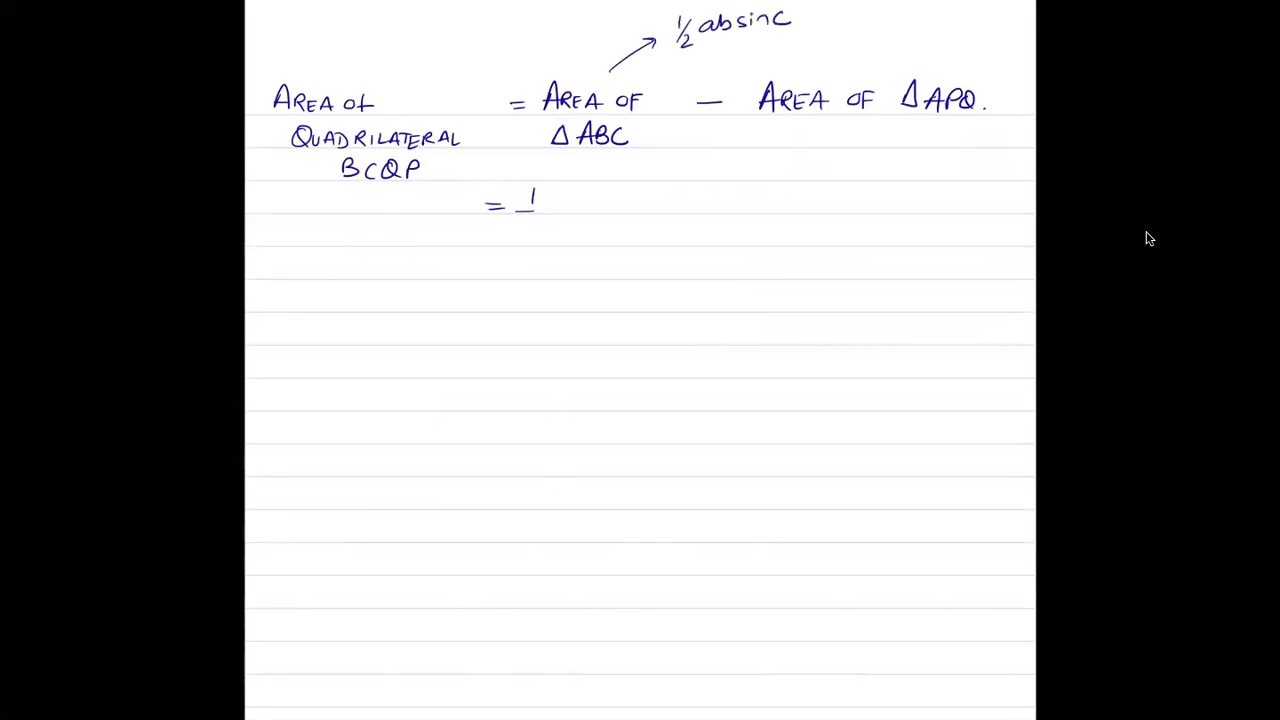 ½ absinc
AREA OF = AREA OF — AREA OF ΔAPQ.
QUADRILATERAL ΔABC
BCQP
= 1